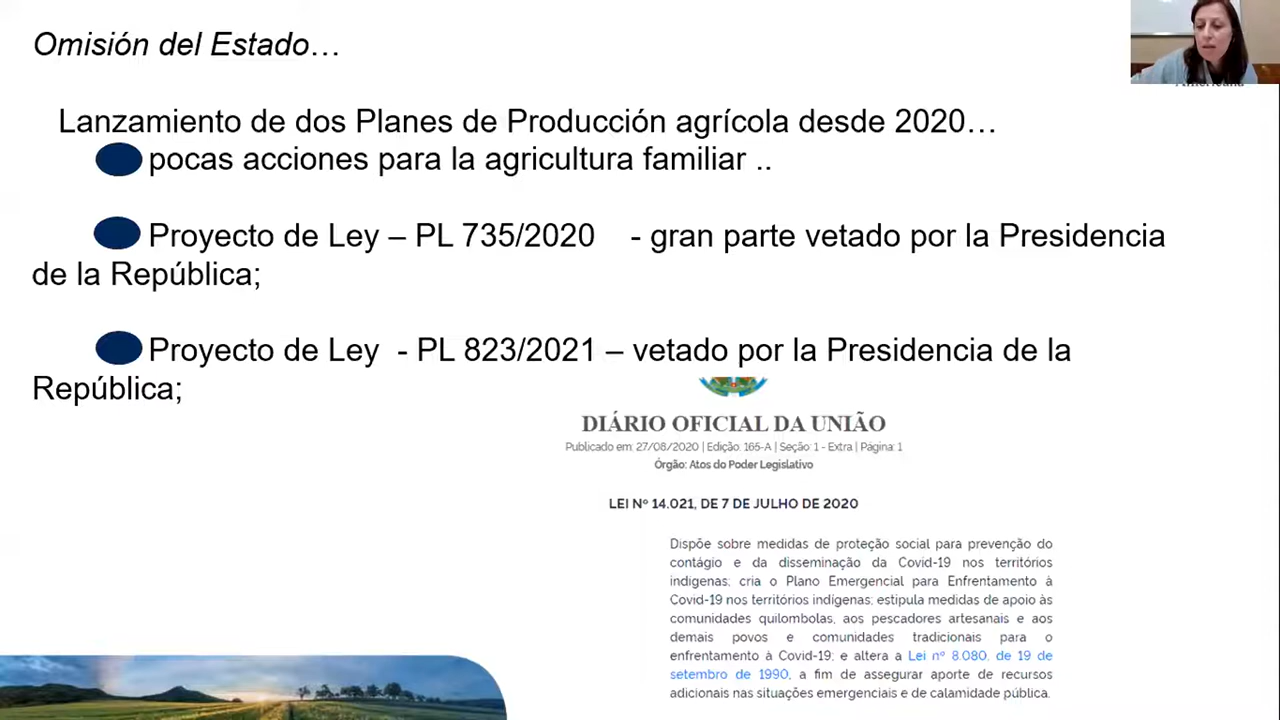 Omisión del Estado…
Lanzamiento de dos Planes de Producción agrícola desde 2020…
pocas acciones para la agricultura familiar ..
Proyecto de Ley – PL 735/2020 - gran parte vetado por la Presidencia
de la República;
Proyecto de Ley - PL 823/2021 – vetado por la Presidencia de la
República;
DIÁRIO OFICIAL DA UNIÃO
Publicado em: 27/08/2020 | Edição: 165-A | Seção: 1 - Extra | Página: 1
Órgão: Atos do Poder Legislativo
LEI Nº 14.021, DE 7 DE JULHO DE 2020
Dispõe sobre medidas de proteção social para prevenção do
contágio e da disseminação da Covid-19 nos territórios
indígenas; cria o Plano Emergencial para Enfrentamento à
Covid-19 nos territórios indígenas; estipula medidas de apoio às
comunidades quilombolas, aos pescadores artesanais e aos
demais povos e comunidades tradicionais para o
enfrentamento à Covid-19; e altera a Lei nº 8.080, de 19 de
setembro de 1990, a fim de assegurar aporte de recursos
adicionais nas situações emergenciais e de calamidade pública.